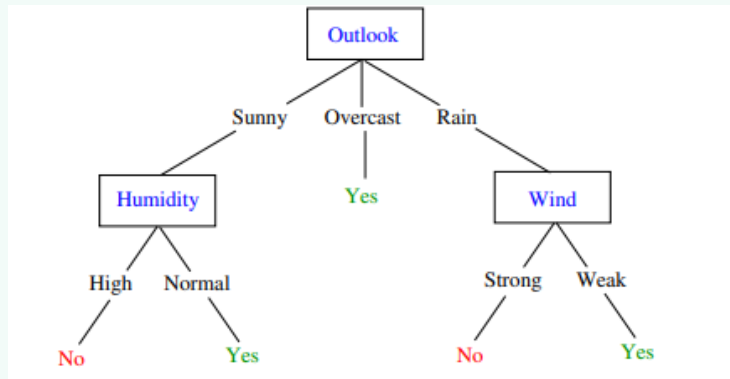 Outlook
Sunny Overcast Rain
Humidity Yes Wind
High Normal Strong Weak
No Yes No Yes